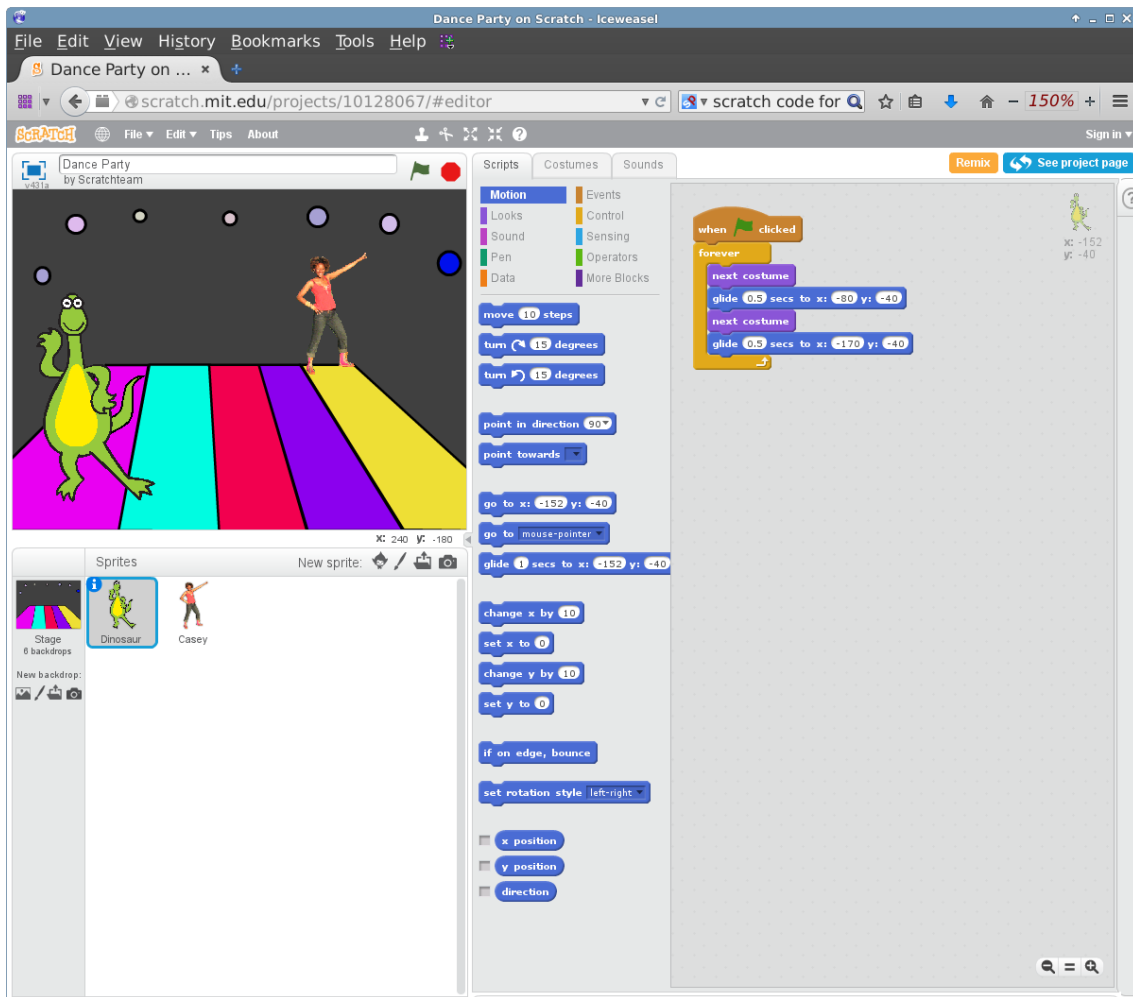 Dance Party on Scratch - Iceweasel
File Edit View History Bookmarks Tools Help
Dance Party on ... ×
scratch.mit.edu/projects/10128067/#editor
scratch code for
150%
SCRATCH File Edit Tips About Sign in
Dance Party
by Scratchteam
v431a
Scripts Costumes Sounds
Remix See project page
Motion Events
Looks Control
Sound Sensing
Pen Operators
Data More Blocks
move 10 steps
turn 15 degrees
turn 15 degrees
point in direction 90
point towards
go to x: -152 y: -40
go to mouse-pointer
glide 1 secs to x: -152 y: -40
change x by 10
set x to 0
change y by 10
set y to 0
if on edge, bounce
set rotation style left-right
x position
y position
direction
when clicked
forever
next costume
glide 0.5 secs to x: -80 y: -40
next costume
glide 0.5 secs to x: -170 y: -40
x: -152
y: -40
X: 240 Y: -180
Sprites New sprite:
Stage
6 backdrops
New backdrop:
Dinosaur
Casey